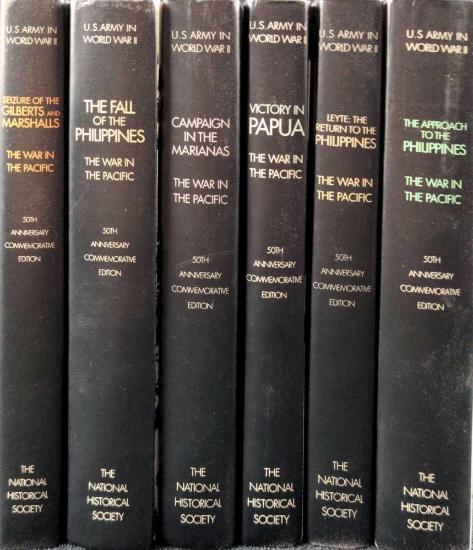 U.S. ARMY IN
WORLD WAR II
SEIZURE OF THE
GILBERTS AND
MARSHALLS
THE WAR IN
THE PACIFIC
50TH
ANNIVERSARY
COMMEMORATIVE
EDITION
THE
NATIONAL
HISTORICAL
SOCIETY
U.S. ARMY IN
WORLD WAR II
THE FALL
OF THE
PHILIPPINES
THE WAR IN
THE PACIFIC
50TH
ANNIVERSARY
COMMEMORATIVE
EDITION
THE
NATIONAL
HISTORICAL
SOCIETY
U.S. ARMY IN
WORLD WAR II
CAMPAIGN
IN THE
MARIANAS
THE WAR IN
THE PACIFIC
50TH
ANNIVERSARY
COMMEMORATIVE
EDITION
THE
NATIONAL
HISTORICAL
SOCIETY
U.S. ARMY IN
WORLD WAR II
VICTORY IN
PAPUA
THE WAR IN
THE PACIFIC
50TH
ANNIVERSARY
COMMEMORATIVE
EDITION
THE
NATIONAL
HISTORICAL
SOCIETY
U.S. ARMY IN
WORLD WAR II
LEYTE: THE
RETURN TO THE
PHILIPPINES
THE WAR IN
THE PACIFIC
50TH
ANNIVERSARY
COMMEMORATIVE
EDITION
THE
NATIONAL
HISTORICAL
SOCIETY
U.S. ARMY IN
WORLD WAR II
THE APPROACH
TO THE
PHILIPPINES
THE WAR IN
THE PACIFIC
50TH
ANNIVERSARY
COMMEMORATIVE
EDITION
THE
NATIONAL
HISTORICAL
SOCIETY